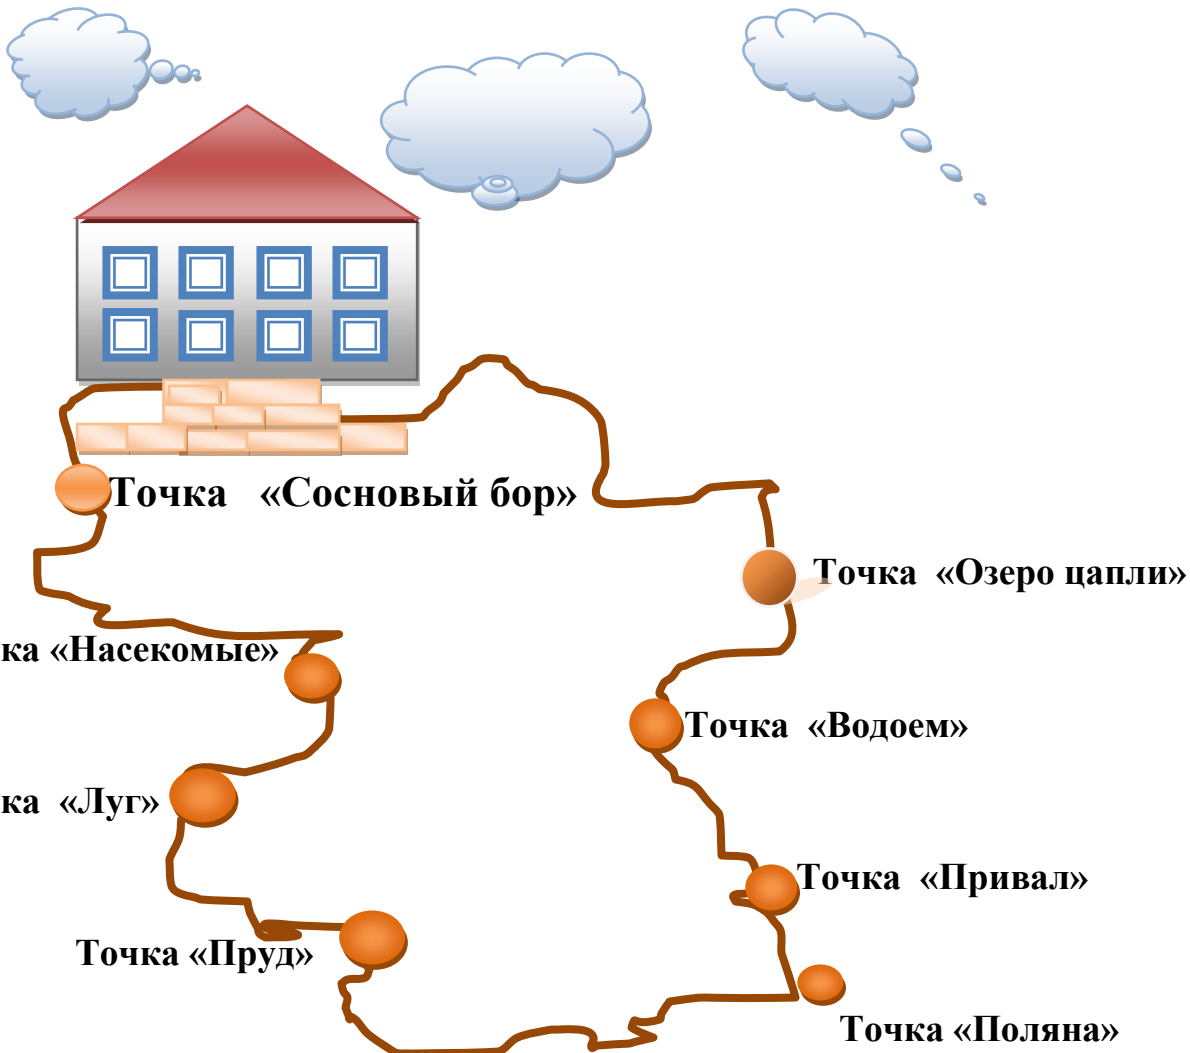 Точка «Сосновый бор»
Точка «Озеро цапли»
ка «Насекомые»
Точка «Водоем»
ка «Луг»
Точка «Привал»
Точка «Пруд»
Точка «Поляна»